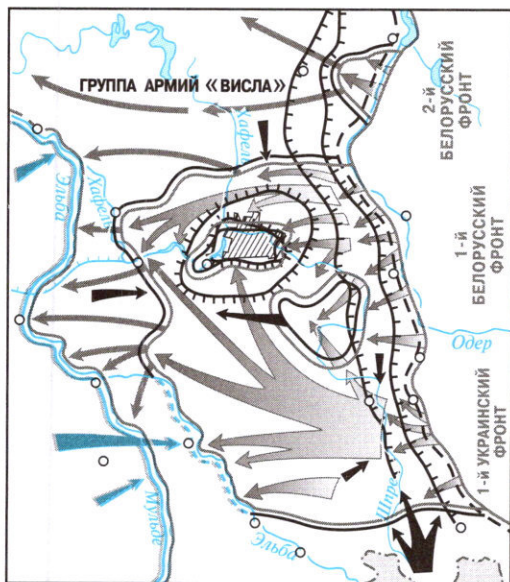 ГРУППА АРМИЙ «ВИСЛА»
Хафель
Эльба
Хафель
2-й
БЕЛОРУССКИЙ
ФРОНТ
1-й
БЕЛОРУССКИЙ
ФРОНТ
Одер
1-й УКРАИНСКИЙ
ФРОНТ
Шпре
Эльба
Мульде